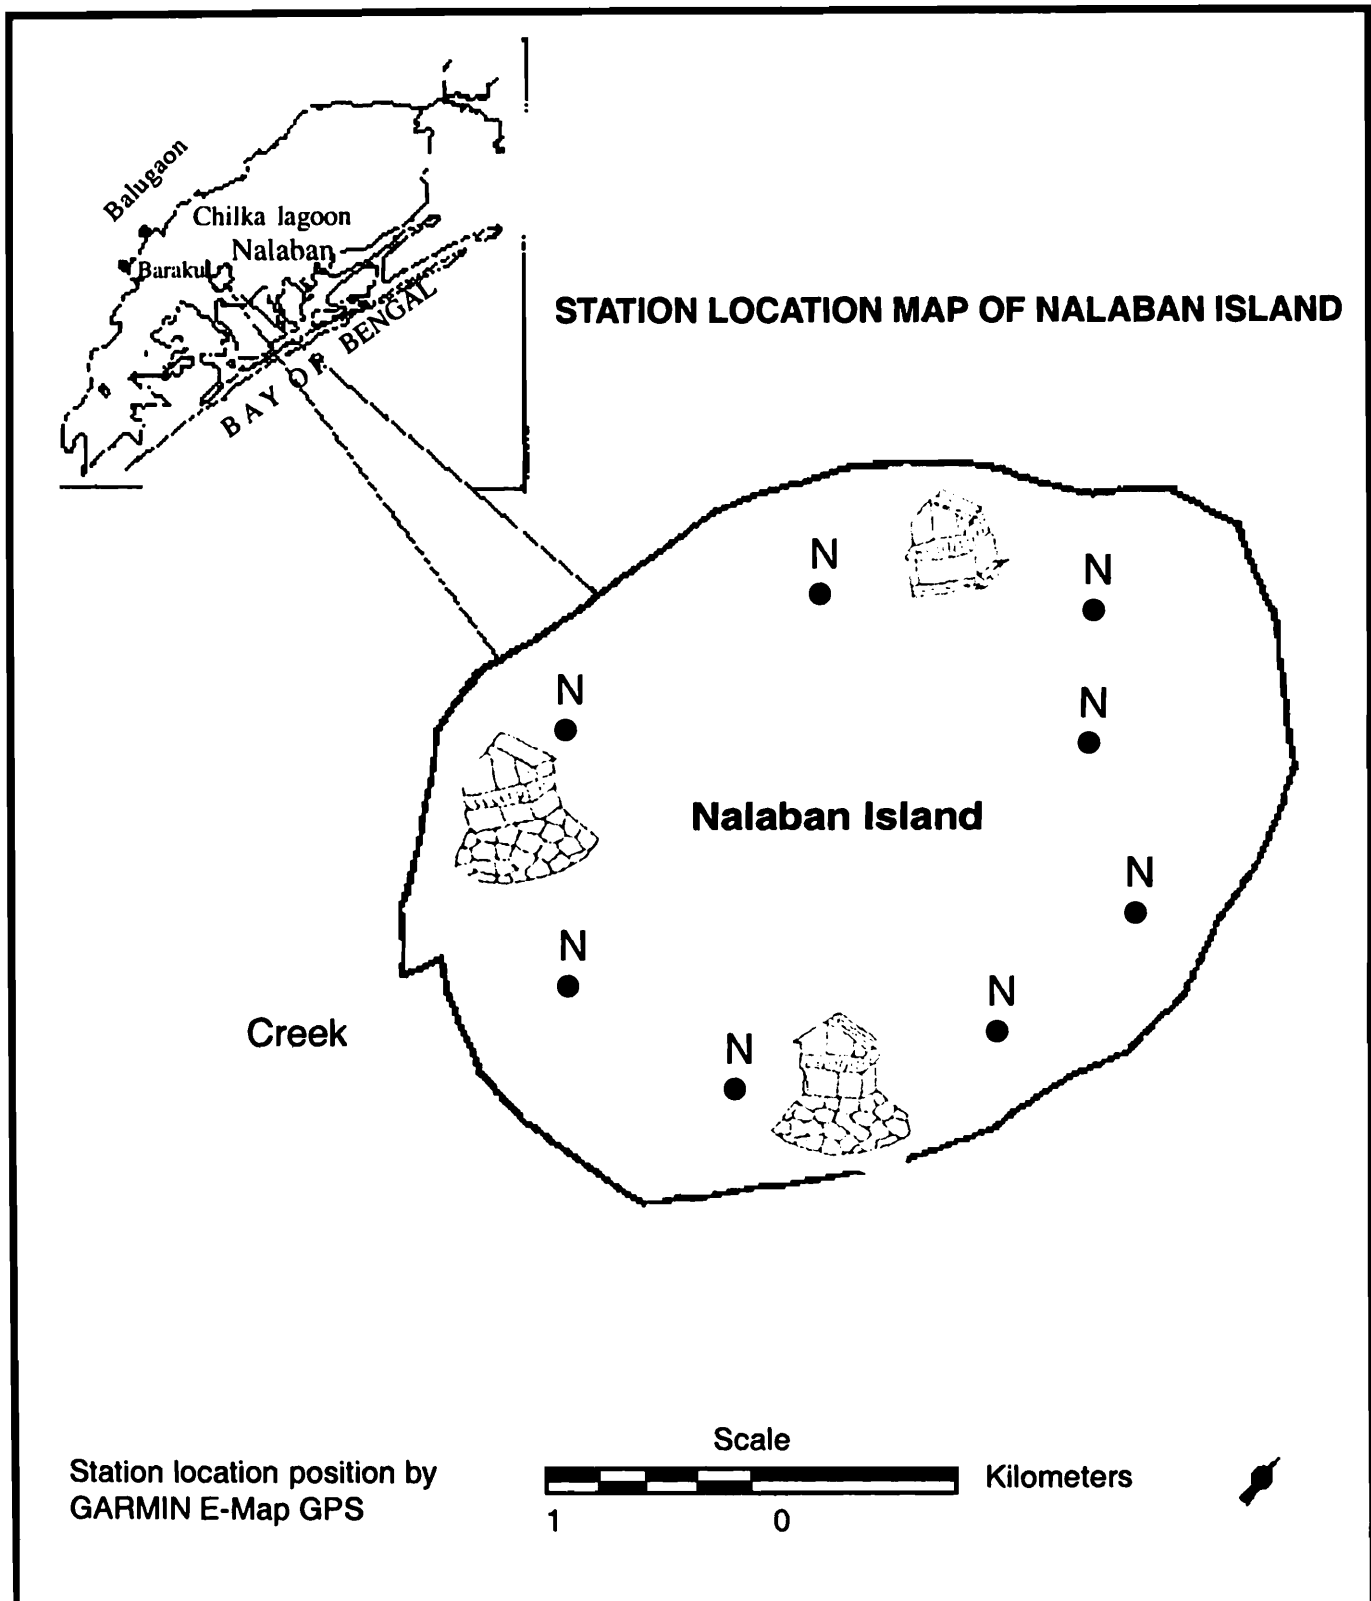 Balugaon
Chilka lagoon
Nalaban
Barakul
BAY OF BENGAL
STATION LOCATION MAP OF NALABAN ISLAND
N
N
N
N
Nalaban Island
N
N
N
N
Creek
Scale
Station location position by
GARMIN E-Map GPS
Kilometers
1 0